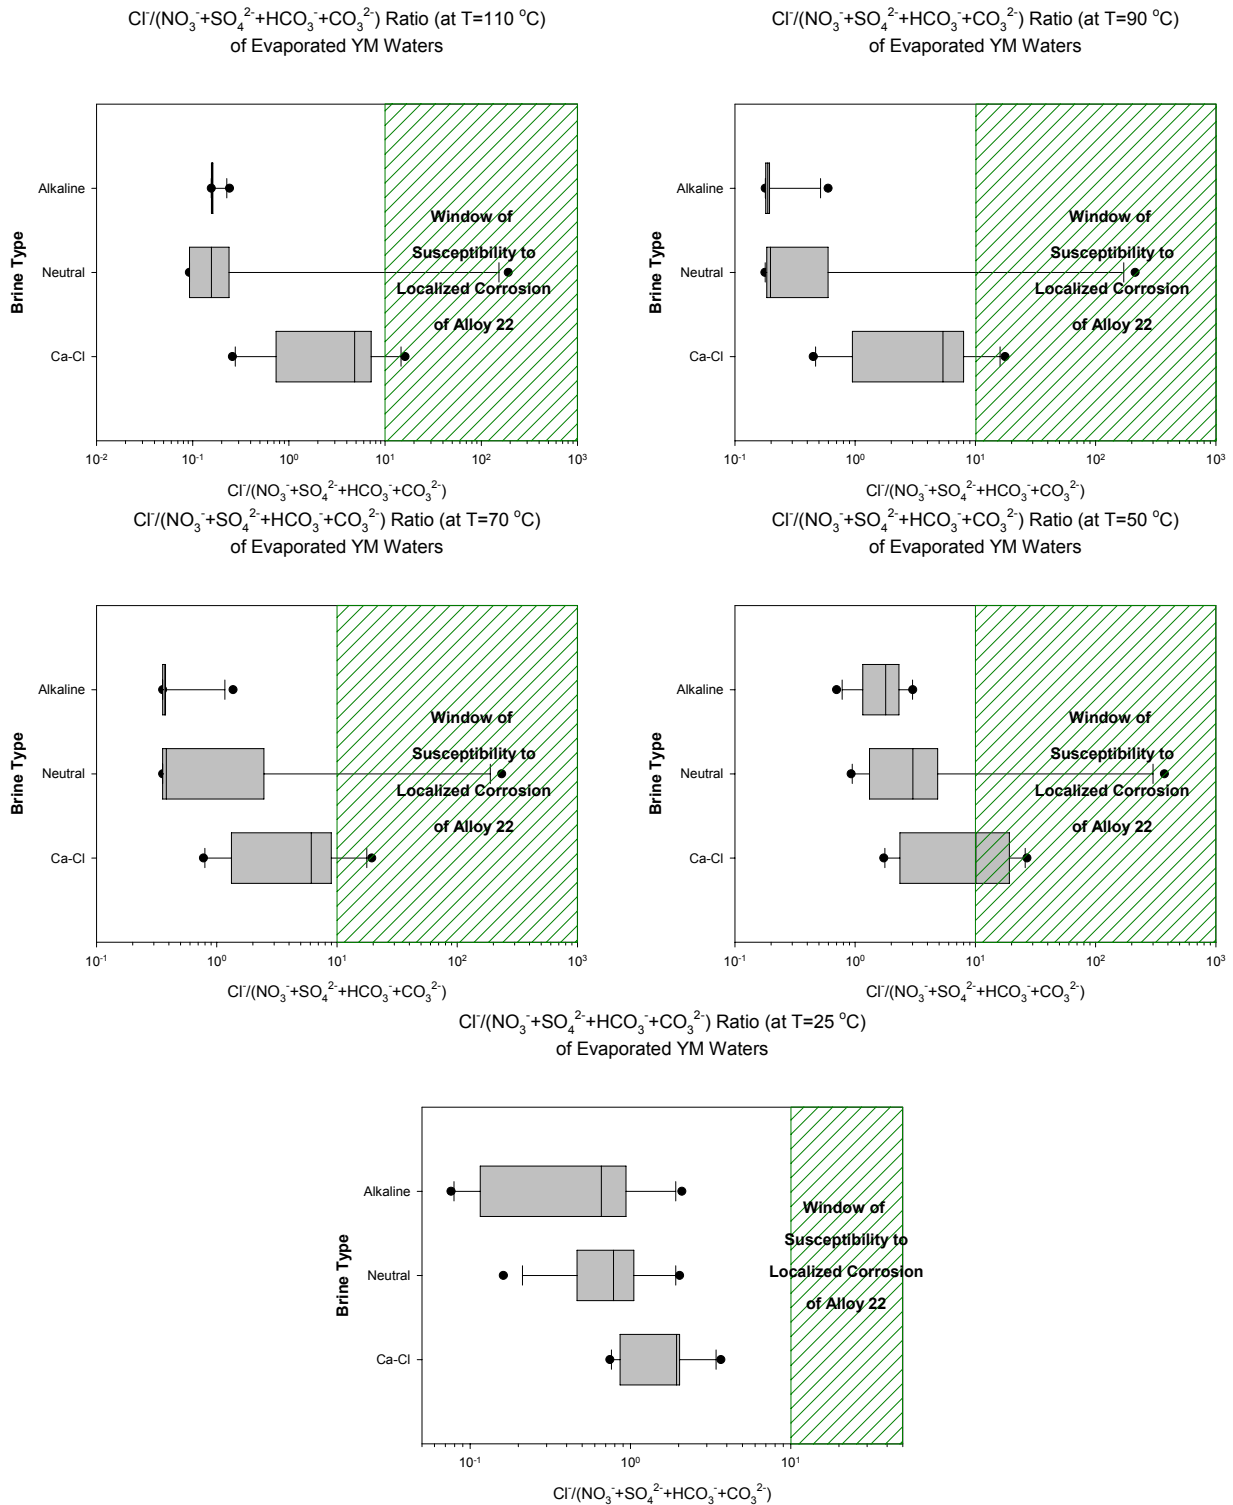 Cl⁻/(NO₃⁻+SO₄²⁻+HCO₃⁻+CO₃²⁻) Ratio (at T=110 °C)
of Evaporated YM Waters
Brine Type
Alkaline
Neutral
Ca-Cl
Window of
Susceptibility to
Localized Corrosion
of Alloy 22
10⁻² 10⁻¹ 10⁰ 10¹ 10² 10³
Cl⁻/(NO₃⁻+SO₄²⁻+HCO₃⁻+CO₃²⁻)
Cl⁻/(NO₃⁻+SO₄²⁻+HCO₃⁻+CO₃²⁻) Ratio (at T=90 °C)
of Evaporated YM Waters
Brine Type
Alkaline
Neutral
Ca-Cl
Window of
Susceptibility to
Localized Corrosion
of Alloy 22
10⁻¹ 10⁰ 10¹ 10² 10³
Cl⁻/(NO₃⁻+SO₄²⁻+HCO₃⁻+CO₃²⁻)
Cl⁻/(NO₃⁻+SO₄²⁻+HCO₃⁻+CO₃²⁻) Ratio (at T=70 °C)
of Evaporated YM Waters
Brine Type
Alkaline
Neutral
Ca-Cl
Window of
Susceptibility to
Localized Corrosion
of Alloy 22
10⁻¹ 10⁰ 10¹ 10² 10³
Cl⁻/(NO₃⁻+SO₄²⁻+HCO₃⁻+CO₃²⁻)
Cl⁻/(NO₃⁻+SO₄²⁻+HCO₃⁻+CO₃²⁻) Ratio (at T=50 °C)
of Evaporated YM Waters
Brine Type
Alkaline
Neutral
Ca-Cl
Window of
Susceptibility to
Localized Corrosion
of Alloy 22
10⁻¹ 10⁰ 10¹ 10² 10³
Cl⁻/(NO₃⁻+SO₄²⁻+HCO₃⁻+CO₃²⁻)
Cl⁻/(NO₃⁻+SO₄²⁻+HCO₃⁻+CO₃²⁻) Ratio (at T=25 °C)
of Evaporated YM Waters
Brine Type
Alkaline
Neutral
Ca-Cl
Window of
Susceptibility to
Localized Corrosion
of Alloy 22
10⁻¹ 10⁰ 10¹
Cl⁻/(NO₃⁻+SO₄²⁻+HCO₃⁻+CO₃²⁻)